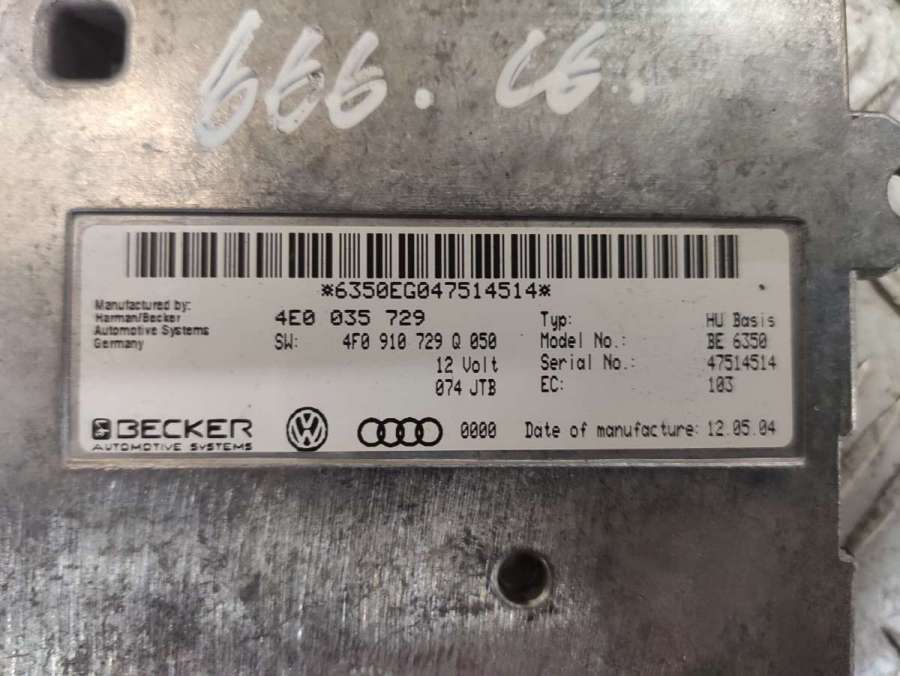 *6350EG047514514*
Manufactured by:
Harman/Becker
Automotive Systems
Germany
4E0 035 729
SW: 4F0 910 729 Q 050
12 Volt
074 JTB
Typ: HU Basis
Model No.: BE 6350
Serial No.: 47514514
EC: 103
BECKER
AUTOMOTIVE SYSTEMS
0000
Date of manufacture: 12.05.04